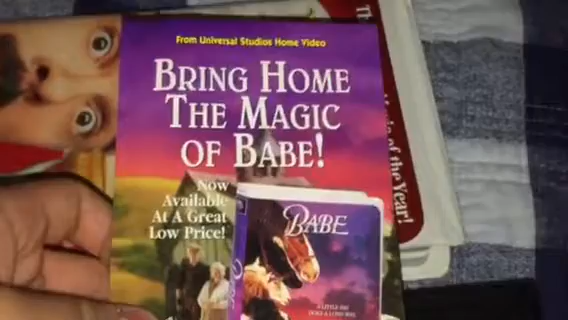 From Universal Studios Home Video
BRING HOME
THE MAGIC
OF BABE!
Now
Available
At A Great
Low Price!
BABE
A LITTLE PIG
GOES A LONG WAY.
of the Year!